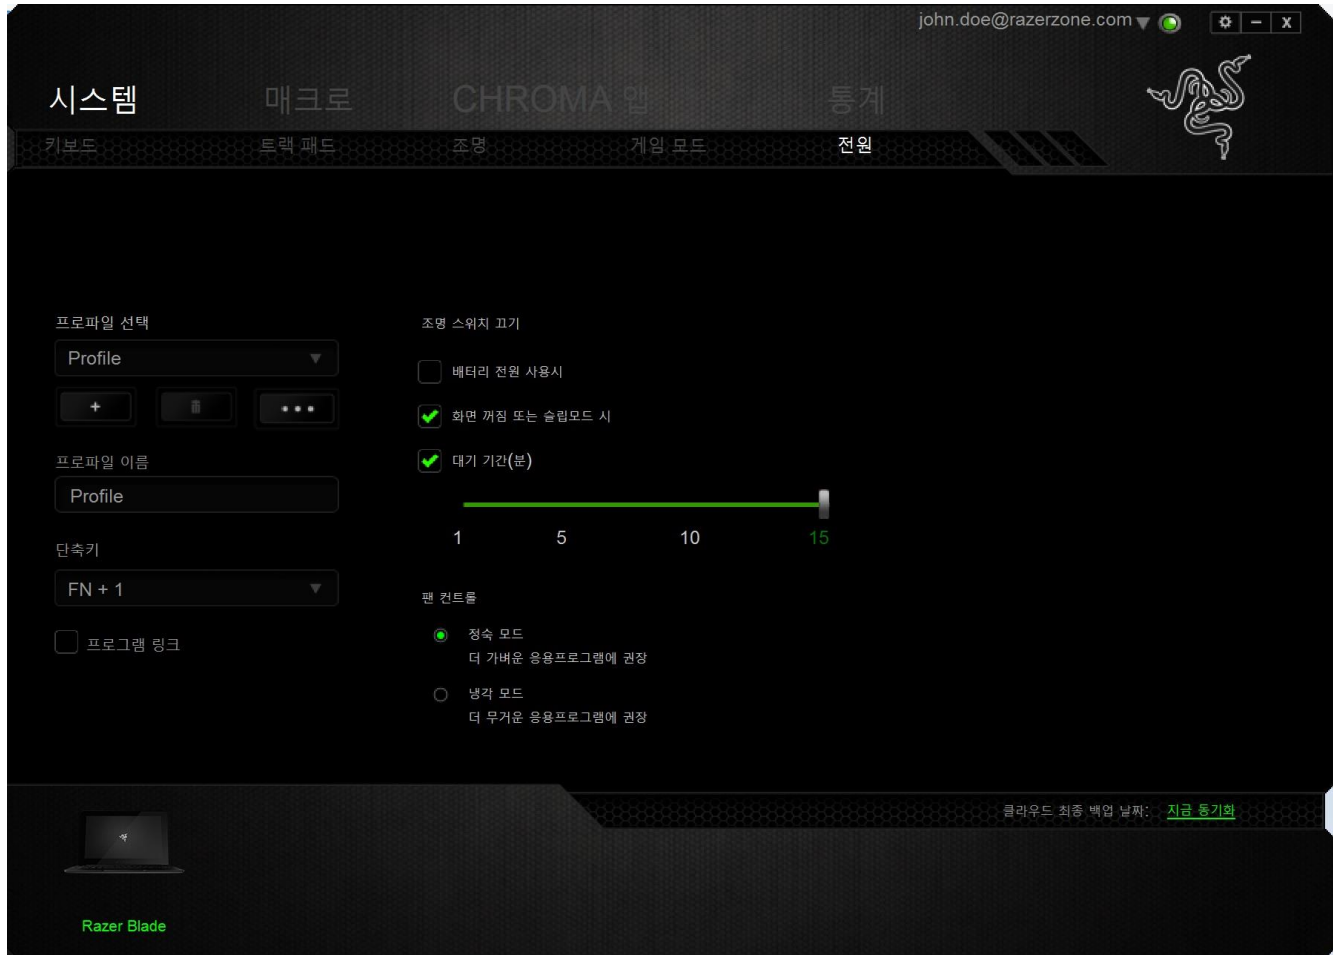 john.doe@razerzone.com
시스템 매크로 CHROMA 앱 통계
키보드 트랙 패드 조명 게임 모드 전원
프로파일 선택
Profile
프로파일 이름
Profile
단축키
FN + 1
프로그램 링크
조명 스위치 끄기
배터리 전원 사용시
화면 꺼짐 또는 슬립모드 시
대기 기간(분)
1 5 10 15
팬 컨트롤
정숙 모드
더 가벼운 응용프로그램에 권장
냉각 모드
더 무거운 응용프로그램에 권장
클라우드 최종 백업 날짜: 지금 동기화
Razer Blade